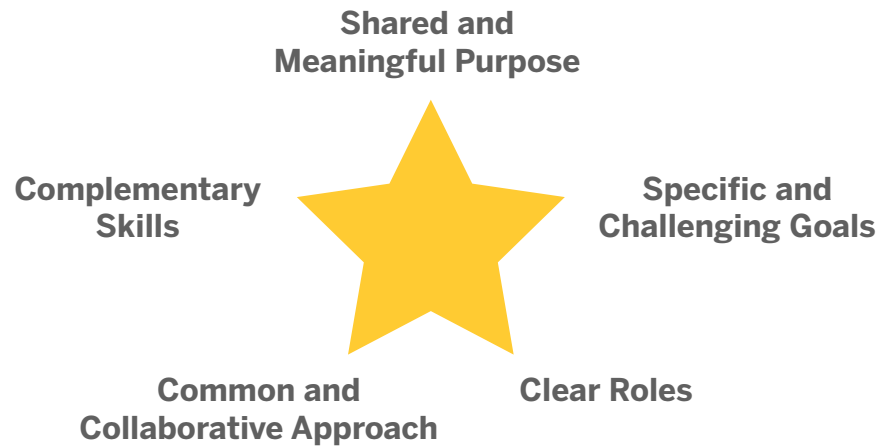 Shared and
Meaningful Purpose
Complementary
Skills
Specific and
Challenging Goals
Common and
Collaborative Approach
Clear Roles